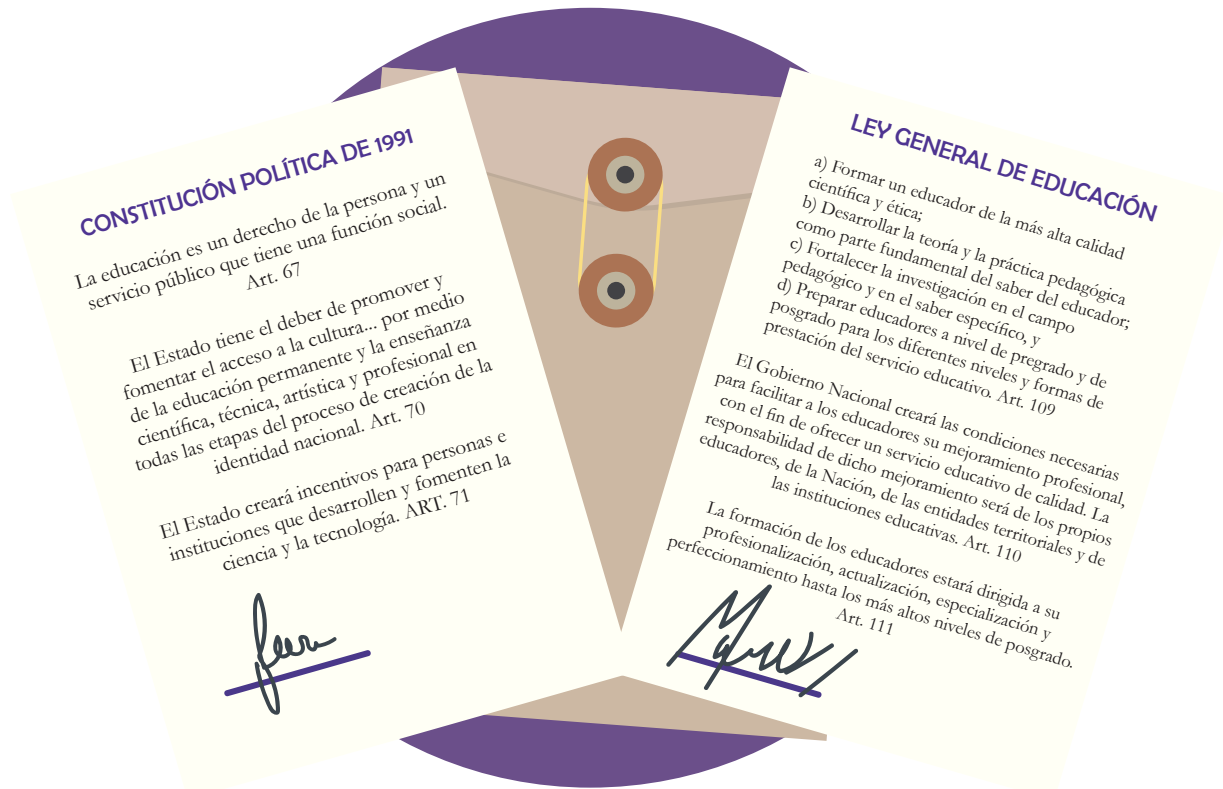 CONSTITUCIÓN POLÍTICA DE 1991
La educación es un derecho de la persona y un
servicio público que tiene una función social.
Art. 67
El Estado tiene el deber de promover y
fomentar el acceso a la cultura... por medio
de la educación permanente y la enseñanza
científica, técnica, artística y profesional en
todas las etapas del proceso de creación de la
identidad nacional. Art. 70
El Estado creará incentivos para personas e
instituciones que desarrollen y fomenten la
ciencia y la tecnología. ART. 71
LEY GENERAL DE EDUCACIÓN
a) Formar un educador de la más alta calidad
científica y ética;
b) Desarrollar la teoría y la práctica pedagógica
como parte fundamental del saber del educador;
c) Fortalecer la investigación en el campo
pedagógico y en el saber específico, y
d) Preparar educadores a nivel de pregrado y de
posgrado para los diferentes niveles y formas de
prestación del servicio educativo. Art. 109
El Gobierno Nacional creará las condiciones necesarias
para facilitar a los educadores su mejoramiento profesional,
con el fin de ofrecer un servicio educativo de calidad. La
responsabilidad de dicho mejoramiento será de los propios
educadores, de la Nación, de las entidades territoriales y de
las instituciones educativas. Art. 110
La formación de los educadores estará dirigida a su
profesionalización, actualización, especialización y
perfeccionamiento hasta los más altos niveles de posgrado.
Art. 111